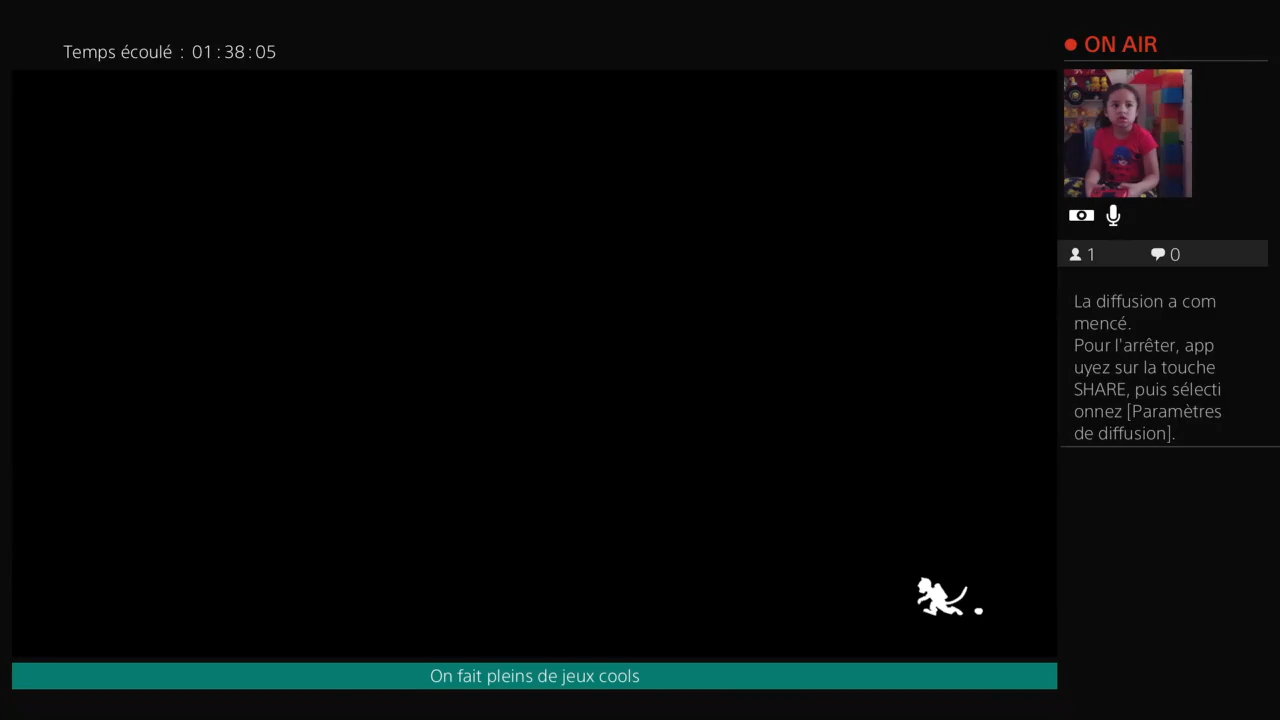 Temps écoulé : 01:38:05
ON AIR
1
0
La diffusion a com
mencé.
Pour l'arrêter, app
uyez sur la touche
SHARE, puis sélecti
onnez [Paramètres
de diffusion].
On fait pleins de jeux cools